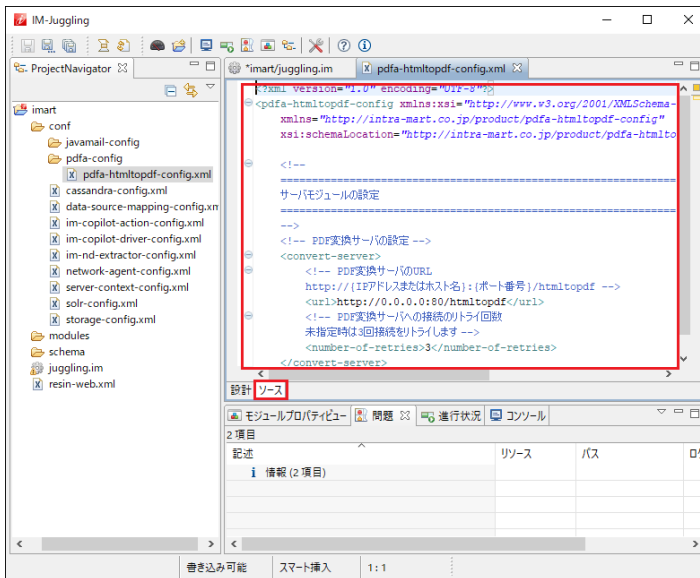 IM-Juggling
ProjectNavigator
*imart/juggling.im
pdfa-htmltopdf-config.xml
imart
conf
javamail-config
pdfa-config
pdfa-htmltopdf-config.xml
cassandra-config.xml
data-source-mapping-config.xm
im-copilot-action-config.xml
im-copilot-driver-config.xml
im-nd-extractor-config.xml
network-agent-config.xml
server-context-config.xml
solr-config.xml
storage-config.xml
modules
schema
juggling.im
resin-web.xml
<?xml version="1.0" encoding="UTF-8"?>
<pdfa-htmltopdf-config xmlns:xsi="http://www.w3.org/2001/XMLSchema-
xmlns="http://intra-mart.co.jp/product/pdfa-htmltopdf-config"
xsi:schemaLocation="http://intra-mart.co.jp/product/pdfa-htmlto
<!--
======================================================================
サーバモジュールの設定
======================================================================
-->
<!-- PDF変換サーバの設定 -->
<convert-server>
<!-- PDF変換サーバのURL
http://{IPアドレスまたはホスト名}:{ポート番号}/htmltopdf -->
<url>http://0.0.0.0:80/htmltopdf</url>
<!-- PDF変換サーバへの接続のリトライ回数
未指定時は3回接続をリトライします -->
<number-of-retries>3</number-of-retries>
</convert-server>
設計 ソース
モジュールプロパティビュー 問題 進行状況 コンソール
2 項目
記述 リソース パス ロケ
情報 (2 項目)
書き込み可能 スマート挿入 1 : 1